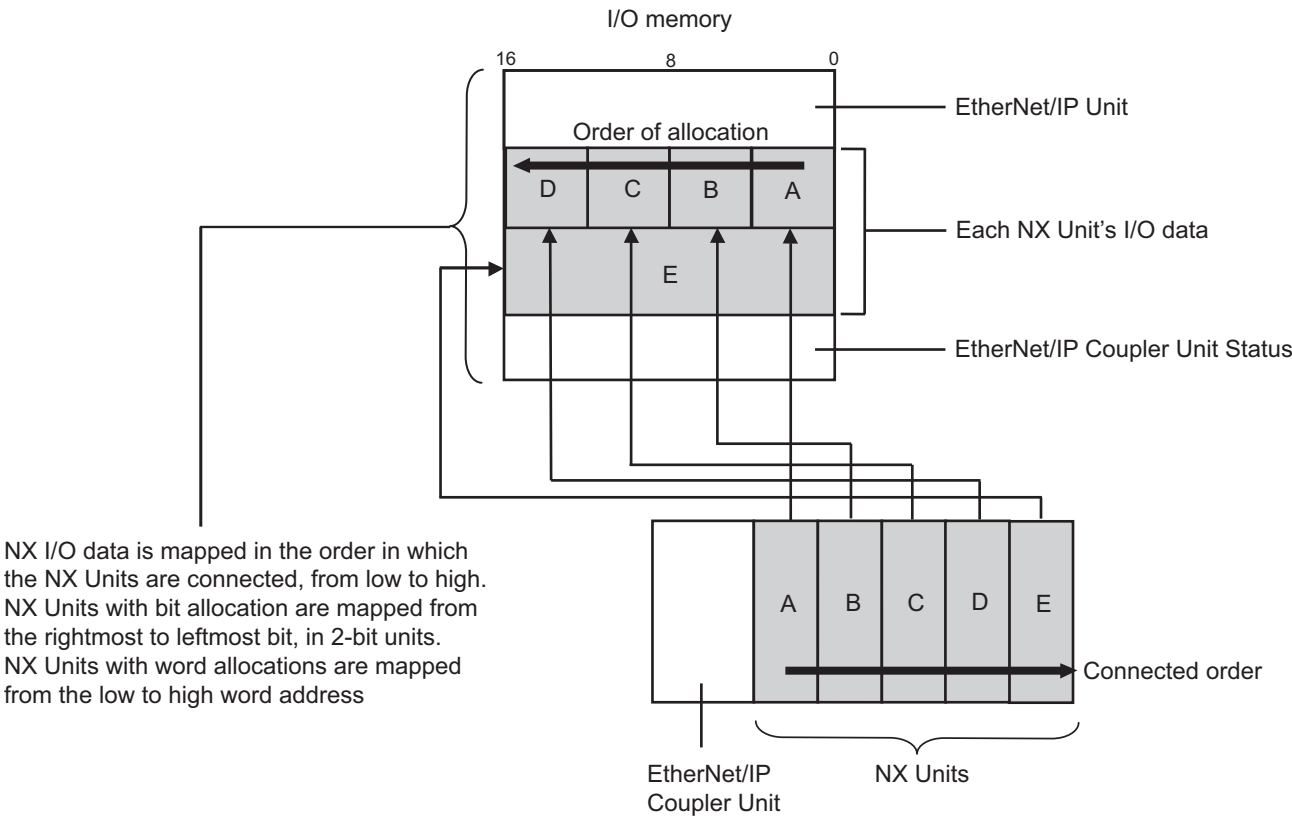 I/O memory
16 8 0
EtherNet/IP Unit
Order of allocation
D C B A
Each NX Unit's I/O data
E
EtherNet/IP Coupler Unit Status
NX I/O data is mapped in the order in which
the NX Units are connected, from low to high.
NX Units with bit allocation are mapped from
the rightmost to leftmost bit, in 2-bit units.
NX Units with word allocations are mapped
from the low to high word address
A B C D E
Connected order
EtherNet/IP
Coupler Unit
NX Units